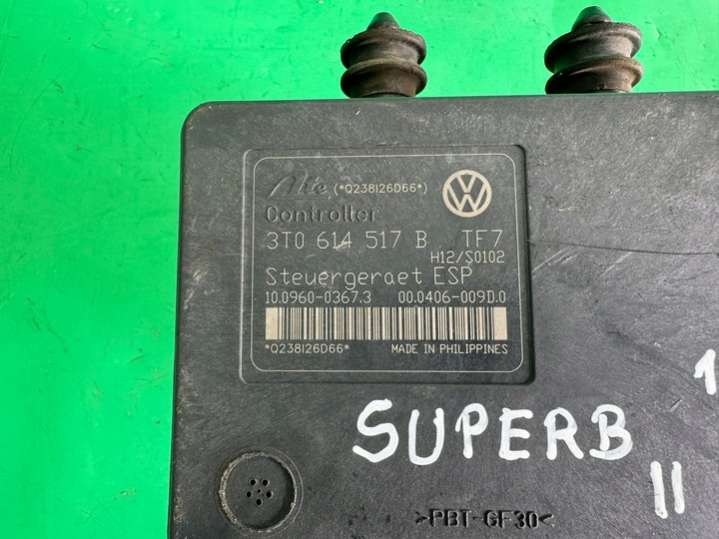 Ate (*Q238I26D66*)
Controller
3T0 614 517 B TF7
H12/S0102
Steuergeraet ESP
10.0960-0367.3 00.0406-009D.0
*Q238I26D66* MADE IN PHILIPPINES
1
SUPERB
II
>PBT-GF30<